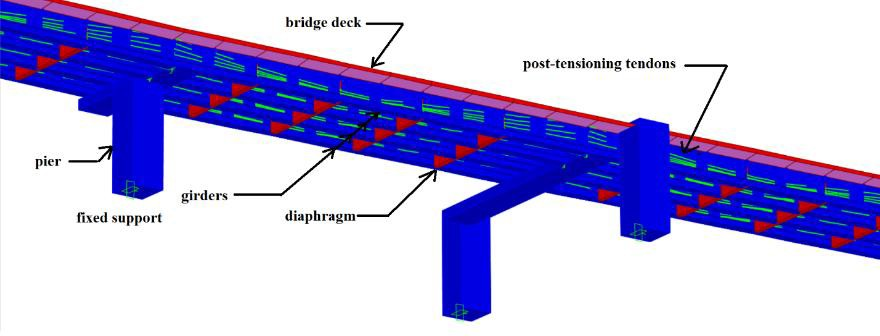 bridge deck
post-tensioning tendons
pier
girders
fixed support
diaphragm